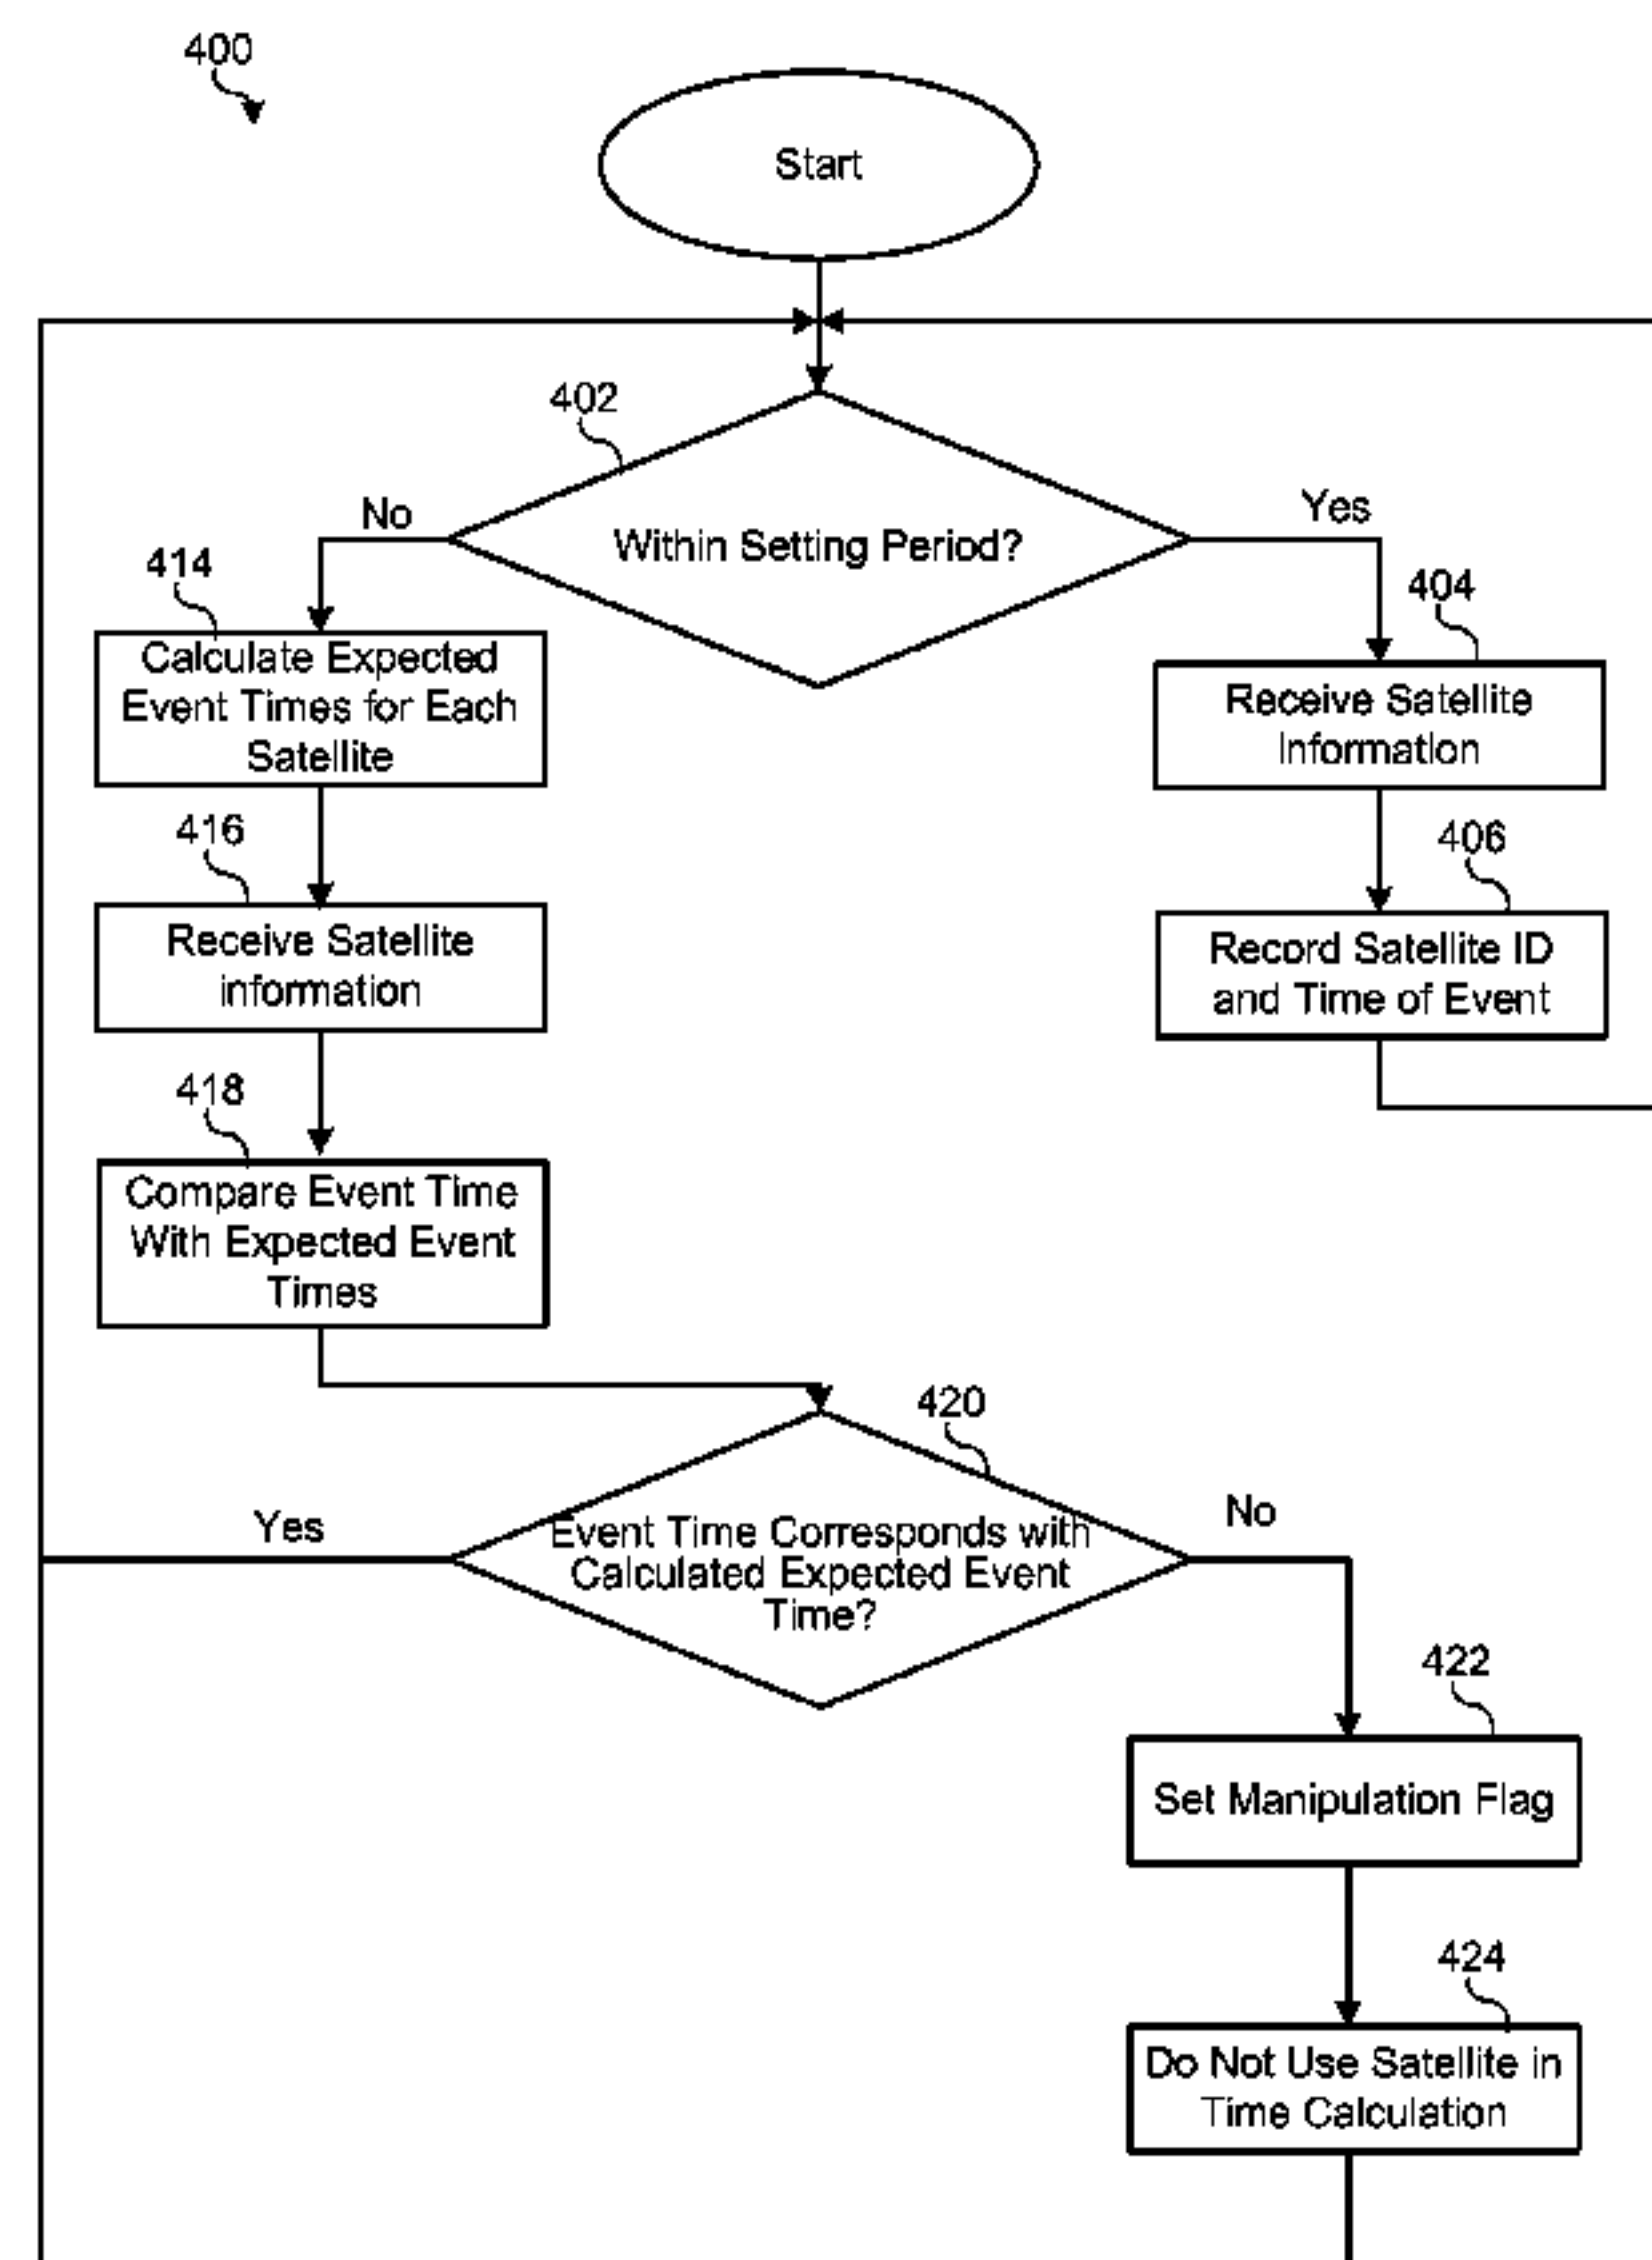 400
Start
402
No
Within Setting Period?
Yes
414
Calculate Expected
Event Times for Each
Satellite
404
Receive Satellite
Information
416
Receive Satellite
information
406
Record Satellite ID
and Time of Event
418
Compare Event Time
With Expected Event
Times
420
Yes
Event Time Corresponds with
Calculated Expected Event
Time?
No
422
Set Manipulation Flag
424
Do Not Use Satellite in
Time Calculation